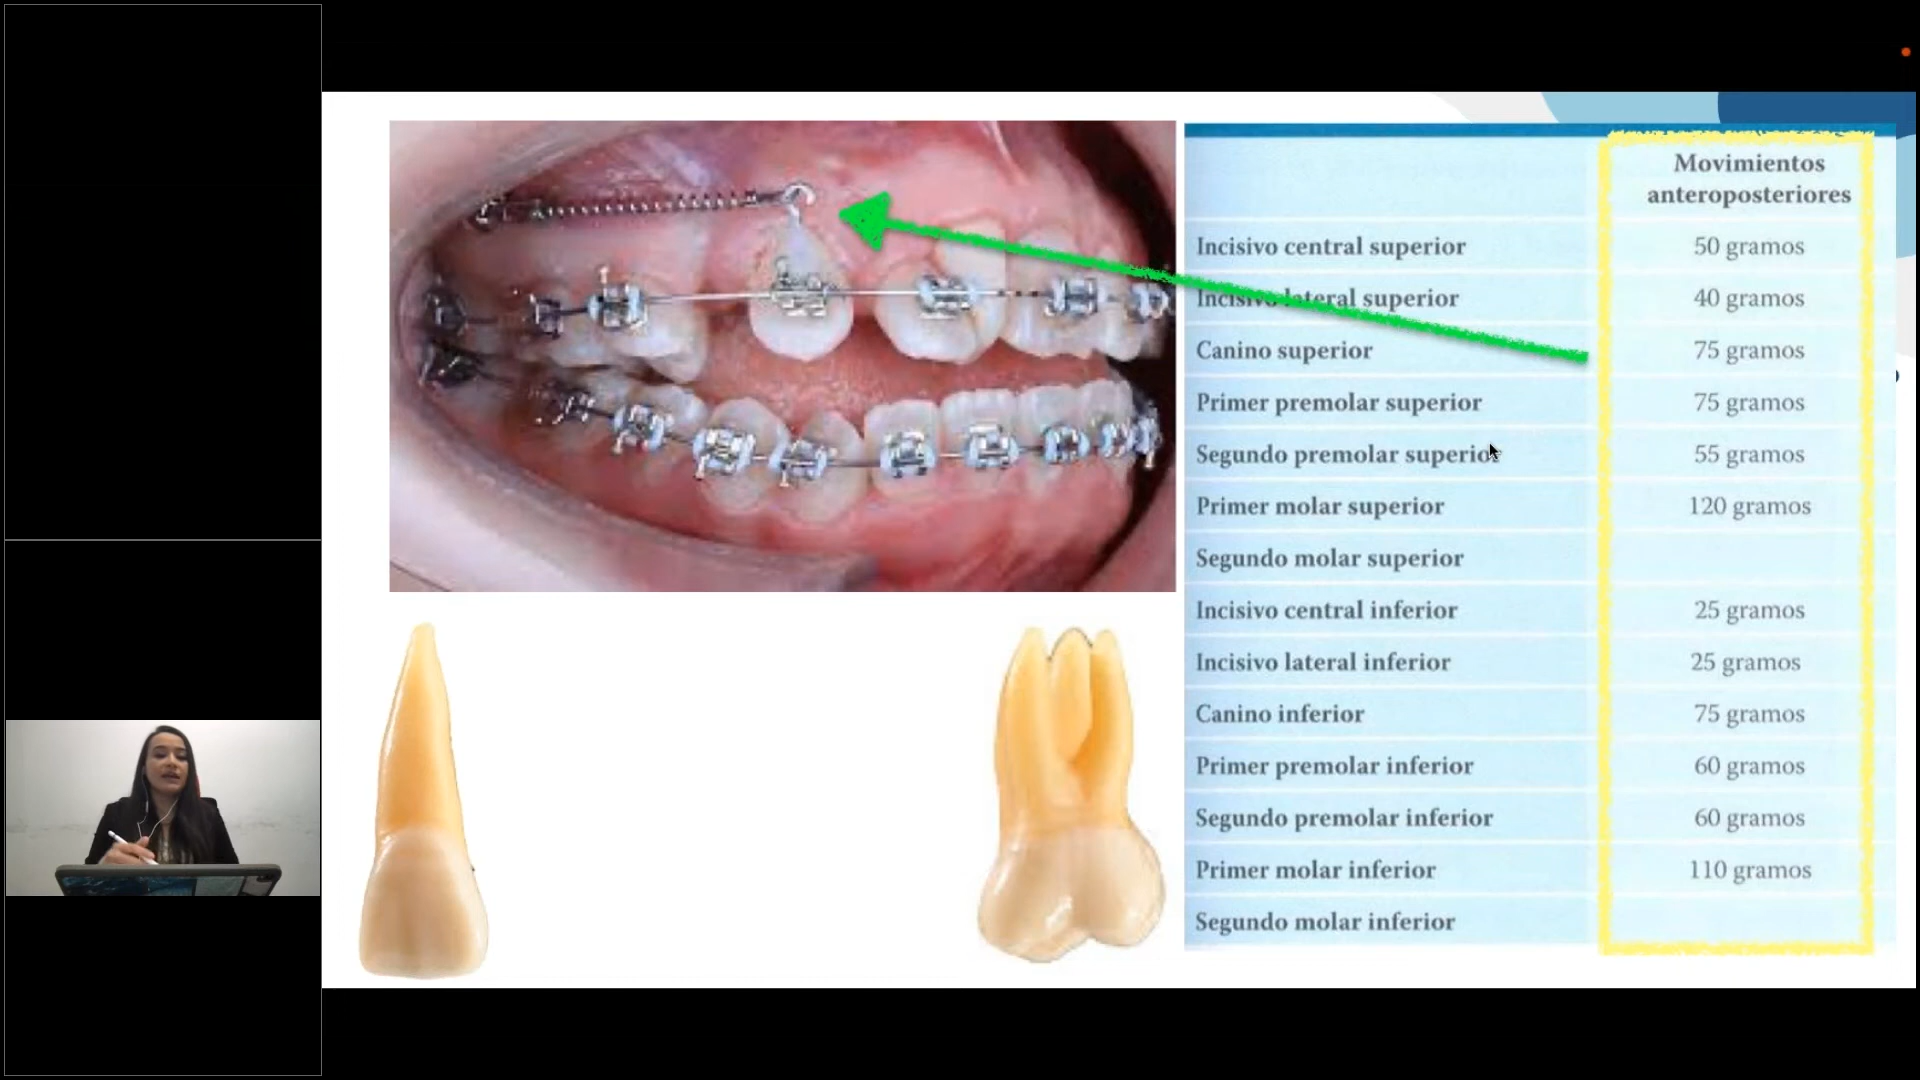 Movimientos
anteroposteriores
Incisivo central superior 50 gramos
Incisivo lateral superior 40 gramos
Canino superior 75 gramos
Primer premolar superior 75 gramos
Segundo premolar superior 55 gramos
Primer molar superior 120 gramos
Segundo molar superior
Incisivo central inferior 25 gramos
Incisivo lateral inferior 25 gramos
Canino inferior 75 gramos
Primer premolar inferior 60 gramos
Segundo premolar inferior 60 gramos
Primer molar inferior 110 gramos
Segundo molar inferior